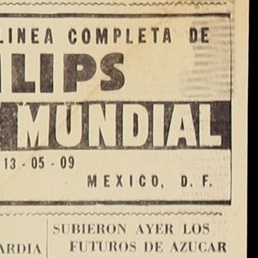 LINEA COMPLETA DE
LIPS
MUNDIAL
13-05-09
MEXICO, D. F.
ARDIA
SUBIERON AYER LOS
FUTUROS DE AZUCAR